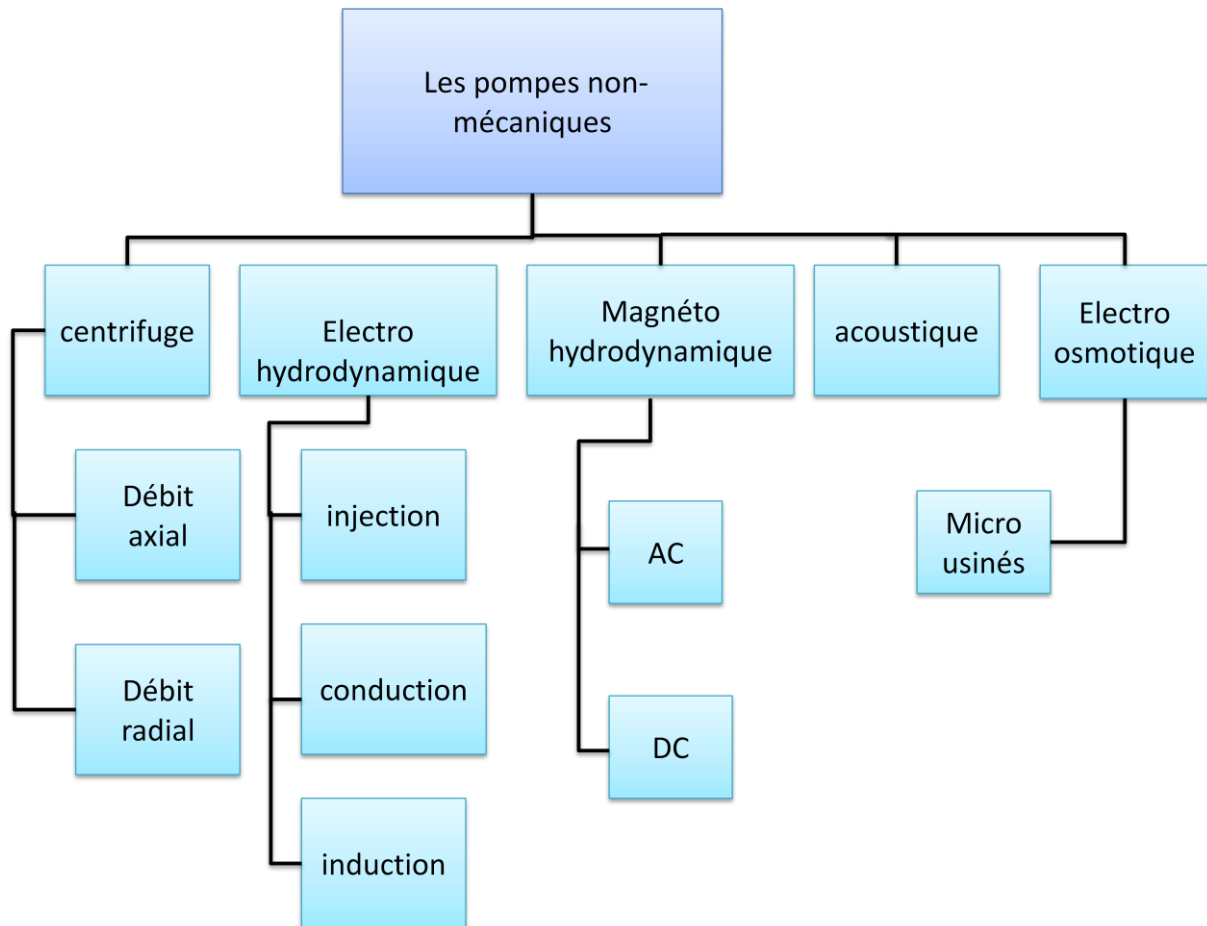 Les pompes non-
mécaniques
centrifuge
Electro
hydrodynamique
Magnéto
hydrodynamique
acoustique
Electro
osmotique
Débit
axial
injection
AC
Micro
usinés
Débit
radial
conduction
DC
induction